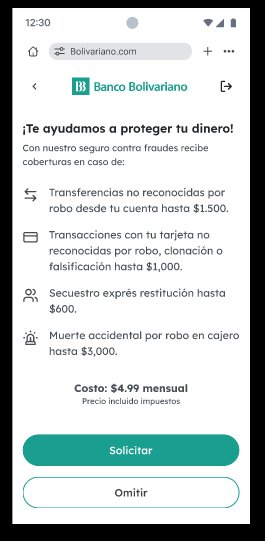 12:30
Bolivariano.com
Banco Bolivariano
¡Te ayudamos a proteger tu dinero!
Con nuestro seguro contra fraudes recibe
coberturas en caso de:
Transferencias no reconocidas por
robo desde tu cuenta hasta $1.500.
Transacciones con tu tarjeta no
reconocidas por robo, clonación o
falsificación hasta $1,000.
Secuestro exprés restitución hasta
$600.
Muerte accidental por robo en cajero
hasta $3,000.
Costo: $4.99 mensual
Precio incluido impuestos
Solicitar
Omitir